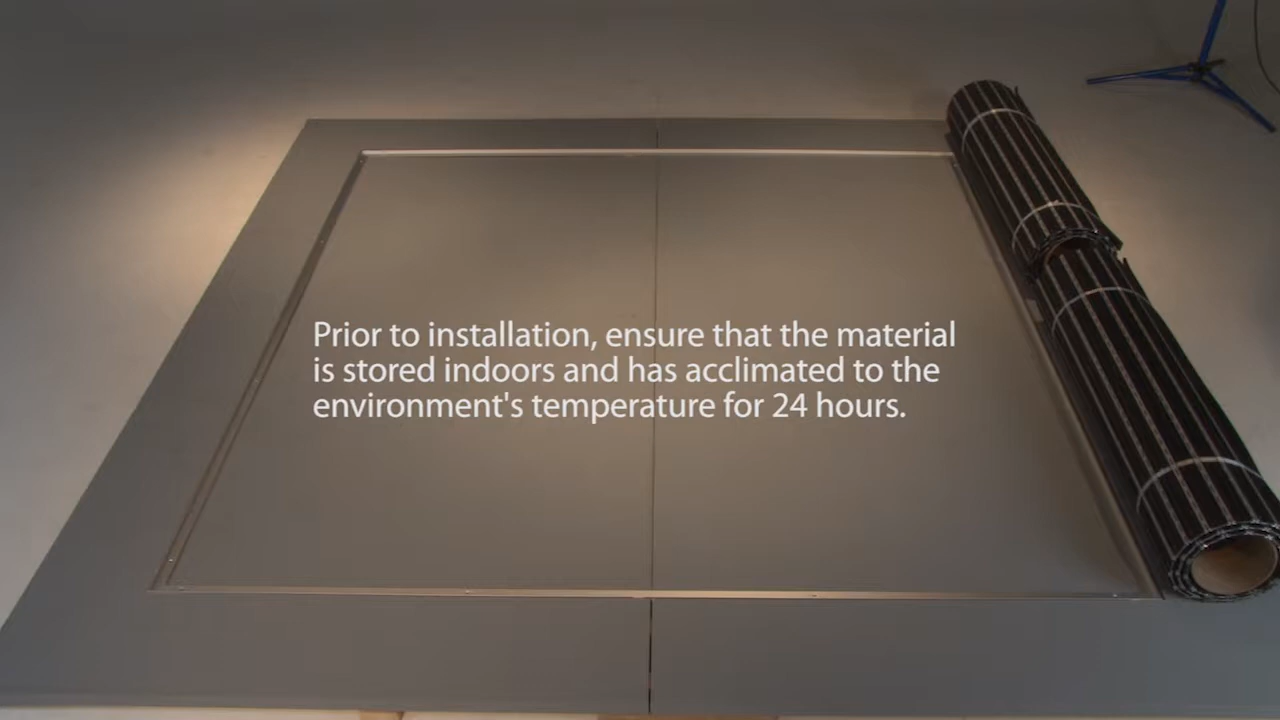 Prior to installation, ensure that the material
is stored indoors and has acclimated to the
environment's temperature for 24 hours.